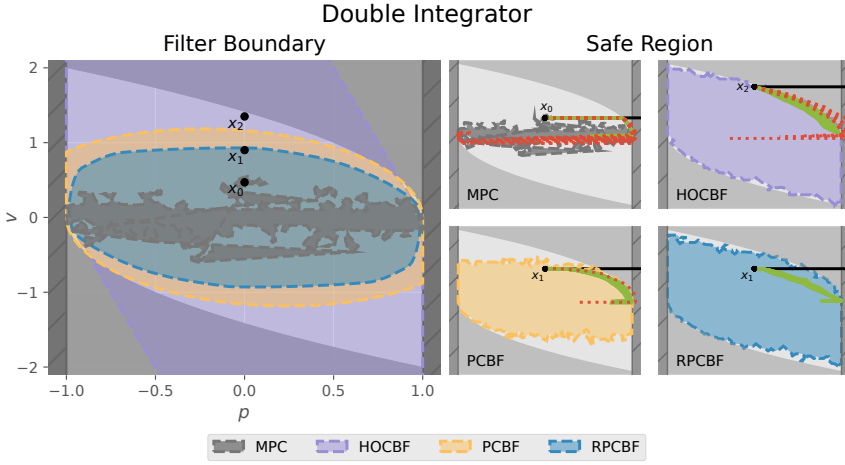 Double Integrator
Filter Boundary
Safe Region
2
1
0
−1
−2
v
x₂
x₁
x₀
−1.0
−0.5
0.0
0.5
1.0
p
x₀
MPC
x₂
HOCBF
x₁
PCBF
x₁
RPCBF
MPC
HOCBF
PCBF
RPCBF